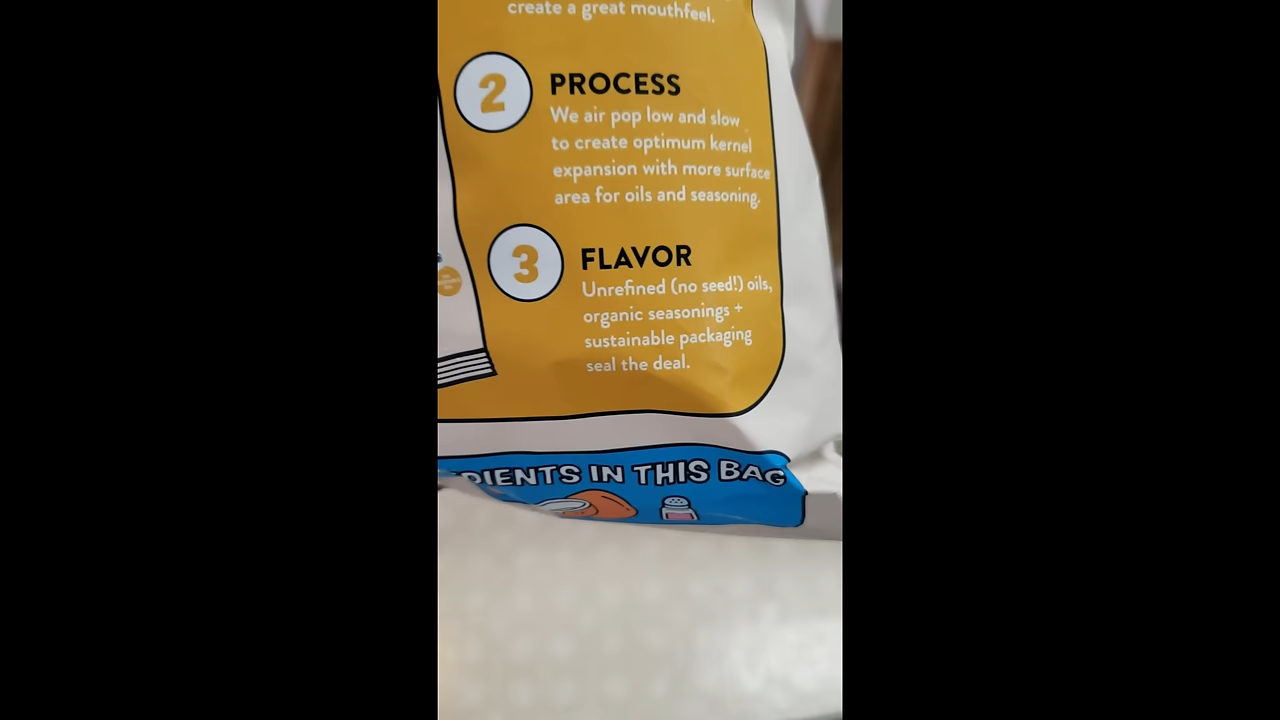 create a great mouthfeel.
2
PROCESS
We air pop low and slow
to create optimum kernel
expansion with more surface
area for oils and seasoning.
3
FLAVOR
Unrefined (no seed!) oils,
organic seasonings +
sustainable packaging
seal the deal.
DIENTS IN THIS BAG